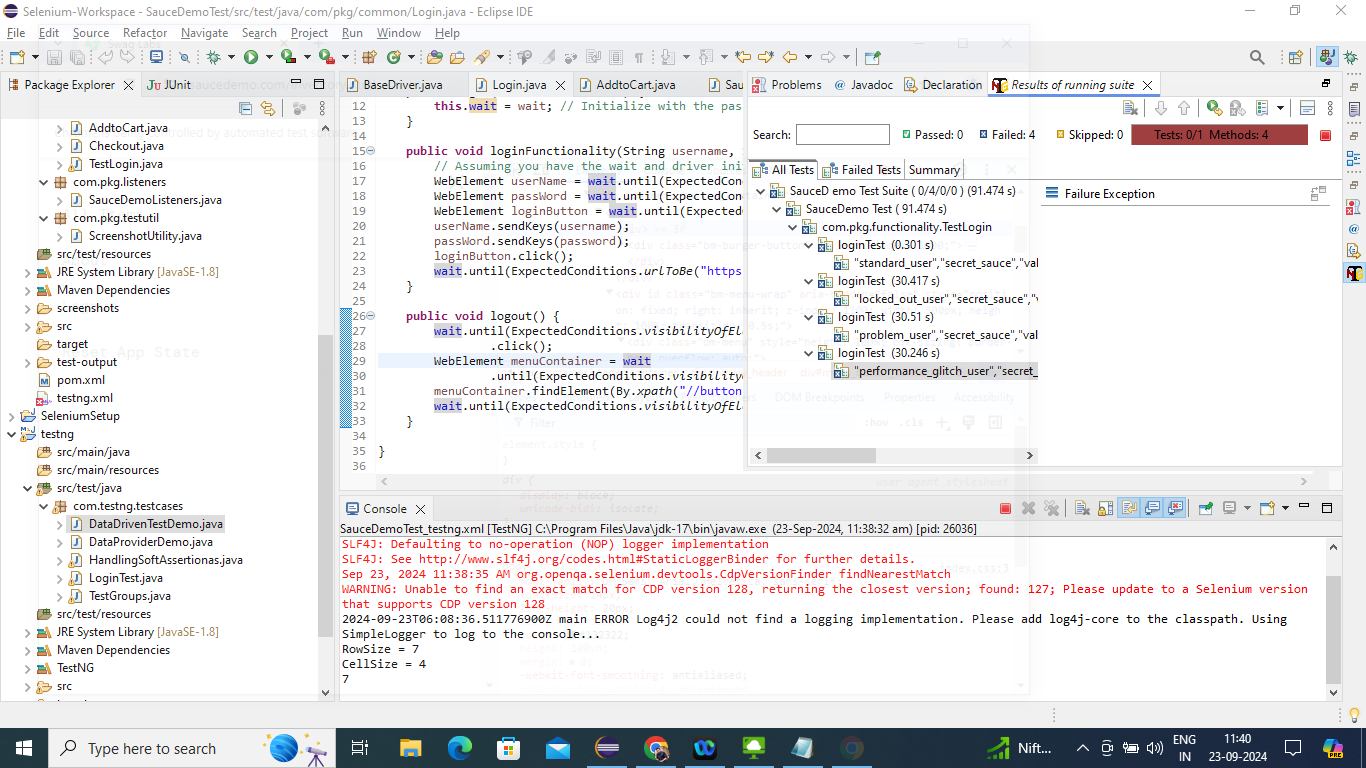 Selenium-Workspace - SauceDemoTest/src/test/java/com/pkg/common/Login.java - Eclipse IDE
File Edit Source Refactor Navigate Search Project Run Window Help
Package Explorer JUnit
AddtoCart.java
Checkout.java
TestLogin.java
com.pkg.listeners
SauceDemoListeners.java
com.pkg.testutil
ScreenshotUtility.java
src/test/resources
JRE System Library [JavaSE-1.8]
Maven Dependencies
screenshots
src
target
test-output
pom.xml
testng.xml
SeleniumSetup
testng
src/main/java
src/main/resources
src/test/java
com.testng.testcases
DataDrivenTestDemo.java
DataProviderDemo.java
HandlingSoftAssertionas.java
LoginTest.java
TestGroups.java
src/test/resources
JRE System Library [JavaSE-1.8]
Maven Dependencies
TestNG
src
BaseDriver.java Login.java AddtoCart.java Sau
12 this.wait = wait; // Initialize with the pas
13 }
14
15 public void loginFunctionality(String username,
16 // Assuming you have the wait and driver ini
17 WebElement userName = wait.until(ExpectedCon
18 WebElement passWord = wait.until(ExpectedCon
19 WebElement loginButton = wait.until(Expected
20 userName.sendKeys(username);
21 passWord.sendKeys(password);
22 loginButton.click();
23 wait.until(ExpectedConditions.urlToBe("https
24 }
25
26 public void logout() {
27 wait.until(ExpectedConditions.visibilityOfEl
28 .click();
29 WebElement menuContainer = wait
30 .until(ExpectedConditions.visibility
31 menuContainer.findElement(By.xpath("//button
32 wait.until(ExpectedConditions.visibilityOfEl
33 }
34
35 }
36
Problems Javadoc Declaration Results of running suite
Search: Passed: 0 Failed: 4 Skipped: 0 Tests: 0/1 Methods: 4
All Tests Failed Tests Summary
SauceD emo Test Suite ( 0/4/0/0 ) (91.474 s)
SauceDemo Test ( 91.474 s)
com.pkg.functionality.TestLogin
loginTest (0.301 s)
"standard_user","secret_sauce","val
loginTest (30.417 s)
"locked_out_user","secret_sauce","
loginTest (30.51 s)
"problem_user","secret_sauce","val
loginTest (30.246 s)
"performance_glitch_user","secret_
Failure Exception
Console
SauceDemoTest_testng.xml [TestNG] C:\Program Files\Java\jdk-17\bin\javaw.exe (23-Sep-2024, 11:38:32 am) [pid: 26036]
SLF4J: Defaulting to no-operation (NOP) logger implementation
SLF4J: See http://www.slf4j.org/codes.html#StaticLoggerBinder for further details.
Sep 23, 2024 11:38:35 AM org.openqa.selenium.devtools.CdpVersionFinder findNearestMatch
WARNING: Unable to find an exact match for CDP version 128, returning the closest version; found: 127; Please update to a Selenium version
that supports CDP version 128
2024-09-23T06:08:36.511776900Z main ERROR Log4j2 could not find a logging implementation. Please add log4j-core to the classpath. Using
SimpleLogger to log to the console...
RowSize = 7
CellSize = 4
7
Type here to search
Nift...
ENG
IN
11:40
23-09-2024